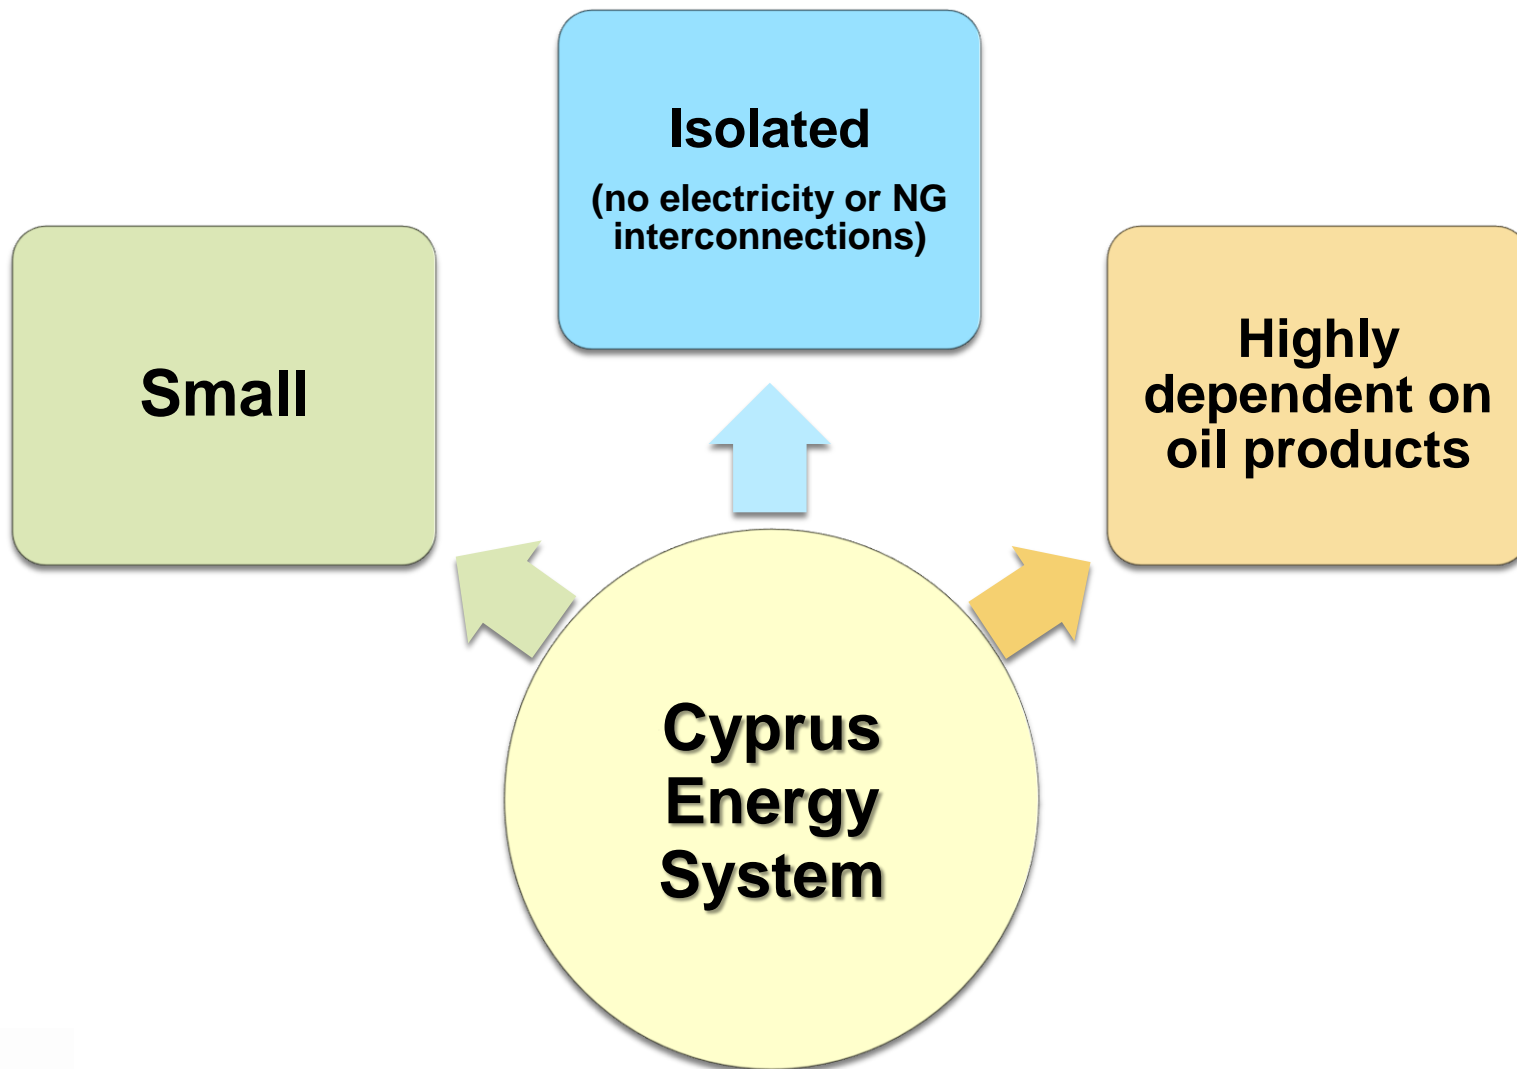 Isolated
(no electricity or NG
interconnections)
Small
Highly
dependent on
oil products
Cyprus
Energy
System